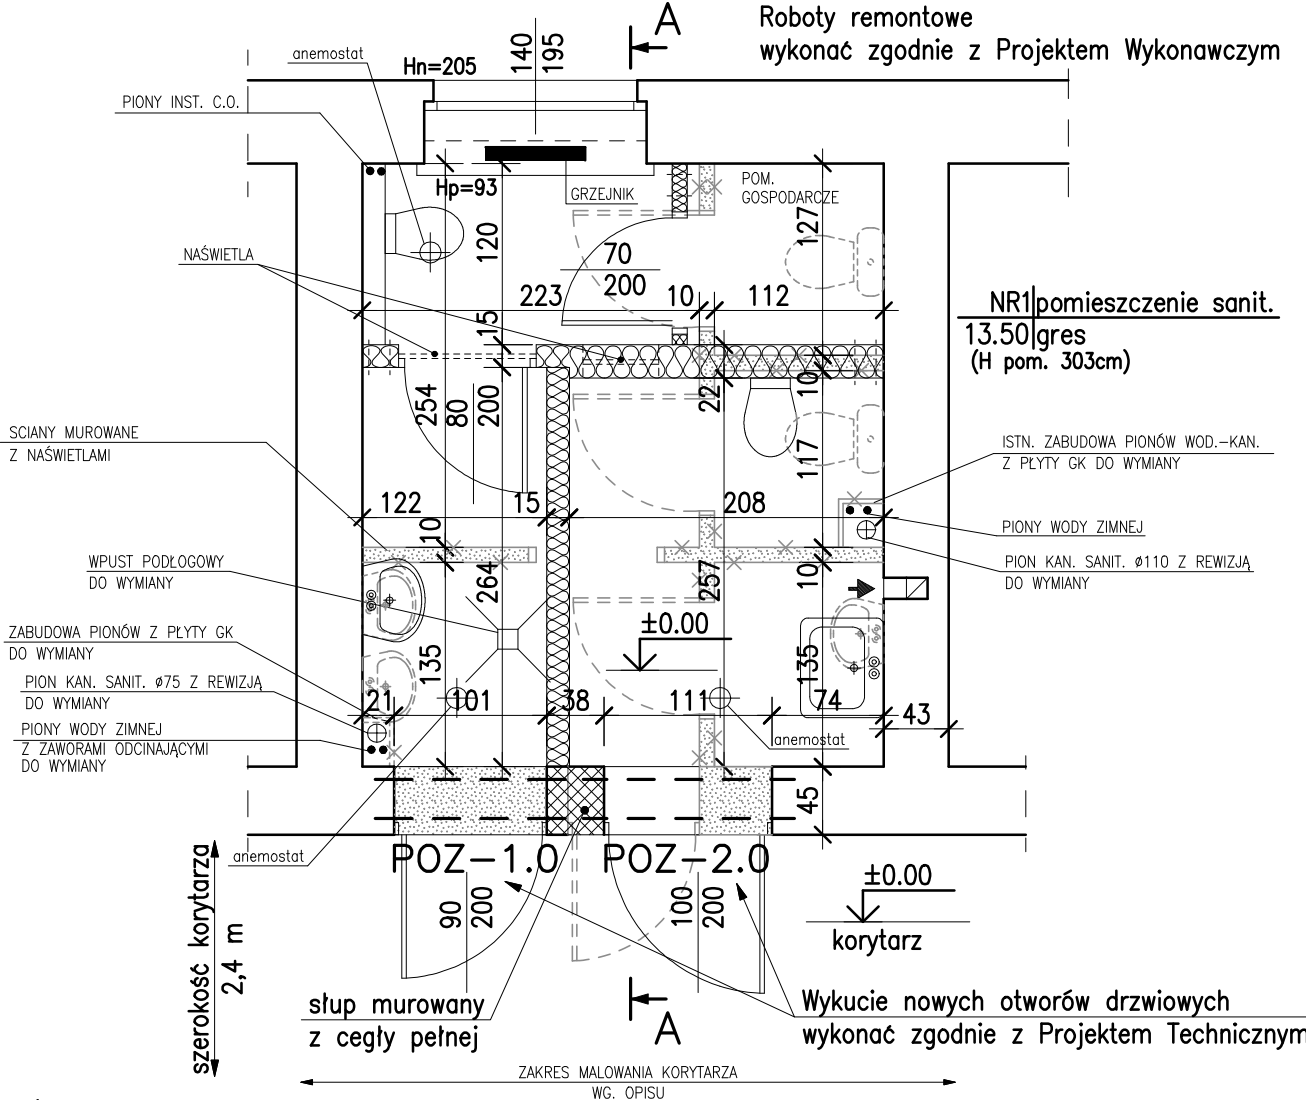 Roboty remontowe
wykonać zgodnie z Projektem Wykonawczym
A
140
195
Hn=205
anemostat
PIONY INST. C.O.
Hp=93
GRZEJNIK
POM.
GOSPODARCZE
127
120
NAŚWIETLA
70
200
223
10
112
15
NR1 pomieszczenie sanit.
13.50 gres
(H pom. 303cm)
254
80
200
22
10
117
SCIANY MUROWANE
Z NAŚWIETLAMI
ISTN. ZABUDOWA PIONÓW WOD.-KAN.
Z PŁYTY GK DO WYMIANY
122
15
208
10
PIONY WODY ZIMNEJ
WPUST PODŁOGOWY
DO WYMIANY
PION KAN. SANIT. ø110 Z REWIZJĄ
DO WYMIANY
264
257
10
±0.00
ZABUDOWA PIONÓW Z PŁYTY GK
DO WYMIANY
135
135
PION KAN. SANIT. ø75 Z REWIZJĄ
DO WYMIANY
21
101
38
111
74
43
PIONY WODY ZIMNEJ
Z ZAWORAMI ODCINAJĄCYMI
DO WYMIANY
anemostat
45
anemostat
POZ-1.0
POZ-2.0
90
200
100
200
±0.00
korytarz
szerokość korytarza
2,4 m
słup murowany
z cegły pełnej
A
Wykucie nowych otworów drzwiowych
wykonać zgodnie z Projektem Technicznym
ZAKRES MALOWANIA KORYTARZA
WG. OPISU